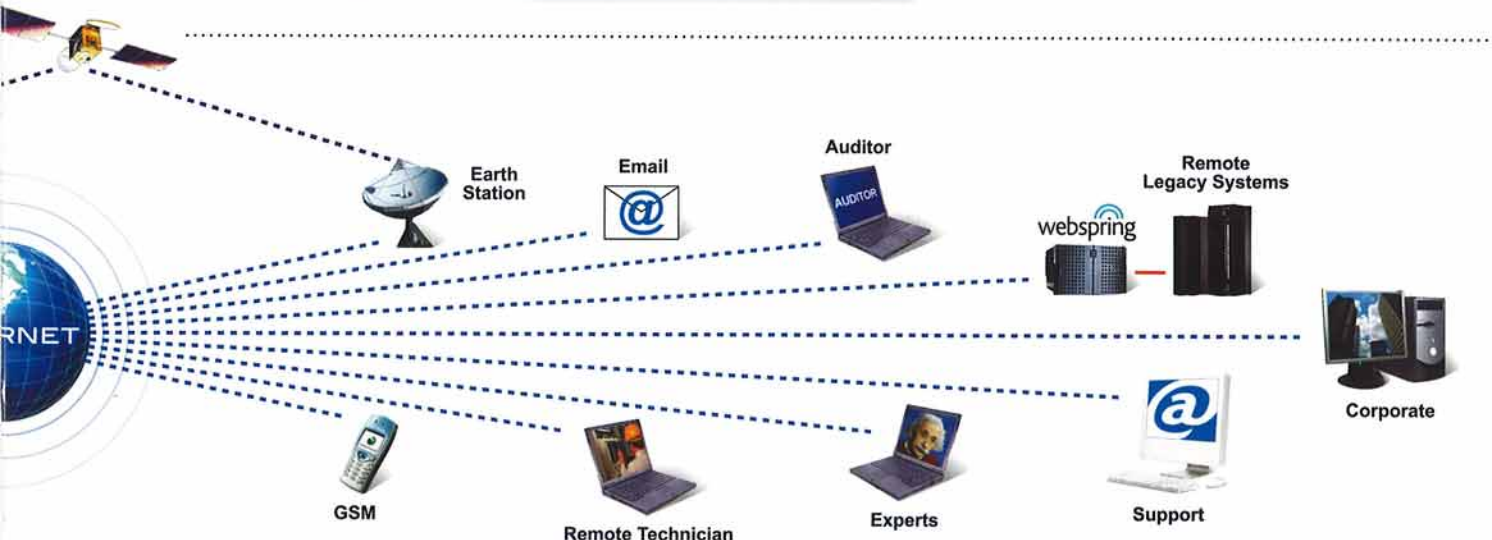 Earth
Station
Email
@
Auditor
AUDITOR
Remote
Legacy Systems
webspring
RNET
@
Corporate
GSM
Remote Technician
Experts
Support